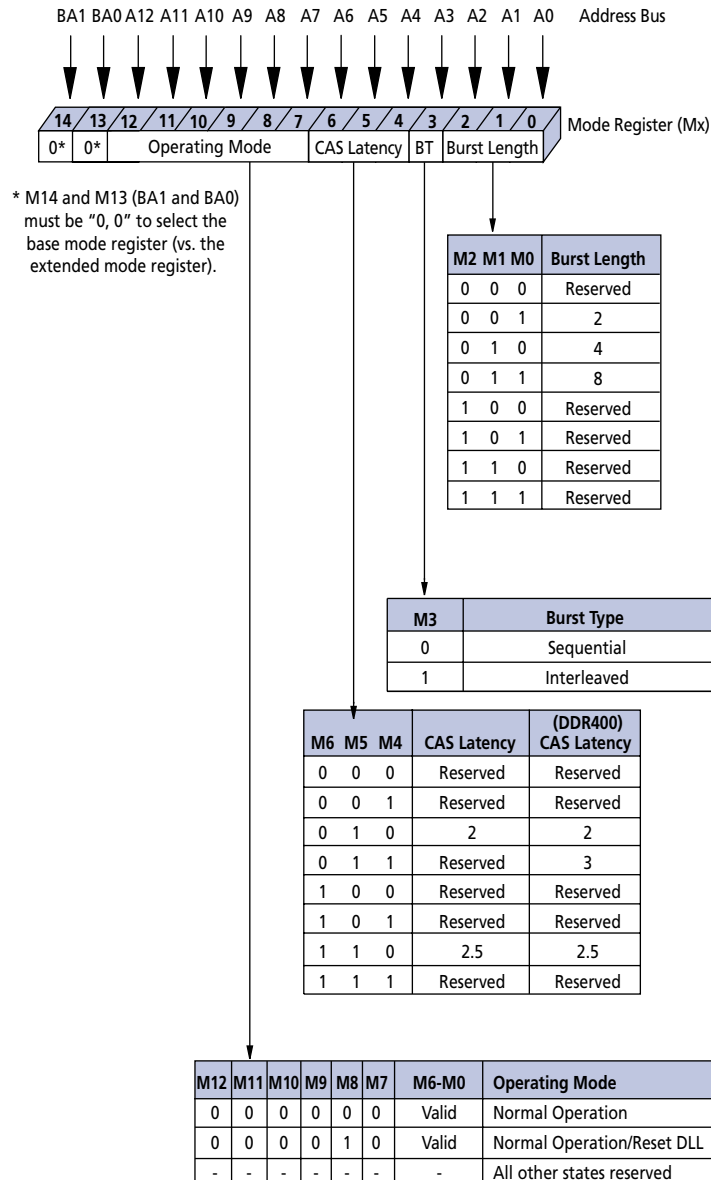 BA1 BA0 A12 A11 A10 A9 A8 A7 A6 A5 A4 A3 A2 A1 A0 Address Bus
14 13 12 11 10 9 8 7 6 5 4 3 2 1 0 Mode Register (Mx)
0* 0* Operating Mode CAS Latency BT Burst Length
* M14 and M13 (BA1 and BA0)
must be “0, 0” to select the
base mode register (vs. the
extended mode register).
M2 M1 M0 Burst Length
0 0 0 Reserved
0 0 1 2
0 1 0 4
0 1 1 8
1 0 0 Reserved
1 0 1 Reserved
1 1 0 Reserved
1 1 1 Reserved
M3 Burst Type
0 Sequential
1 Interleaved
(DDR400)
M6 M5 M4 CAS Latency CAS Latency
0 0 0 Reserved Reserved
0 0 1 Reserved Reserved
0 1 0 2 2
0 1 1 Reserved 3
1 0 0 Reserved Reserved
1 0 1 Reserved Reserved
1 1 0 2.5 2.5
1 1 1 Reserved Reserved
M12 M11 M10 M9 M8 M7 M6-M0 Operating Mode
0 0 0 0 0 0 Valid Normal Operation
0 0 0 0 1 0 Valid Normal Operation/Reset DLL
- - - - - - - All other states reserved